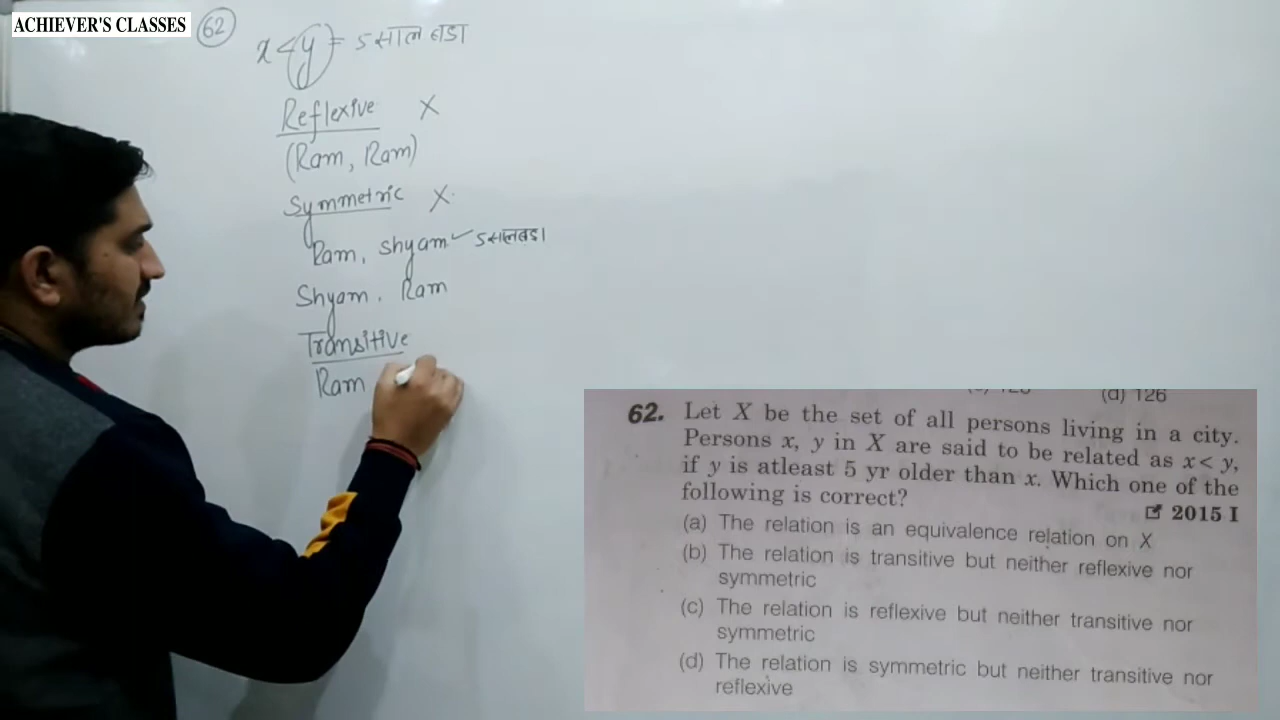 ACHIEVER'S CLASSES
62
x < y = 5 साल बडा
Reflexive X
(Ram, Ram)
Symmetric X
Ram, Shyam ✓ 5 साल बडा
Shyam, Ram
Transitive
Ram
(d) 126
62. Let X be the set of all persons living in a city.
Persons x, y in X are said to be related as x < y,
if y is atleast 5 yr older than x. Which one of the
following is correct?
2015 I
(a) The relation is an equivalence relation on X
(b) The relation is transitive but neither reflexive nor
symmetric
(c) The relation is reflexive but neither transitive nor
symmetric
(d) The relation is symmetric but neither transitive nor
reflexive